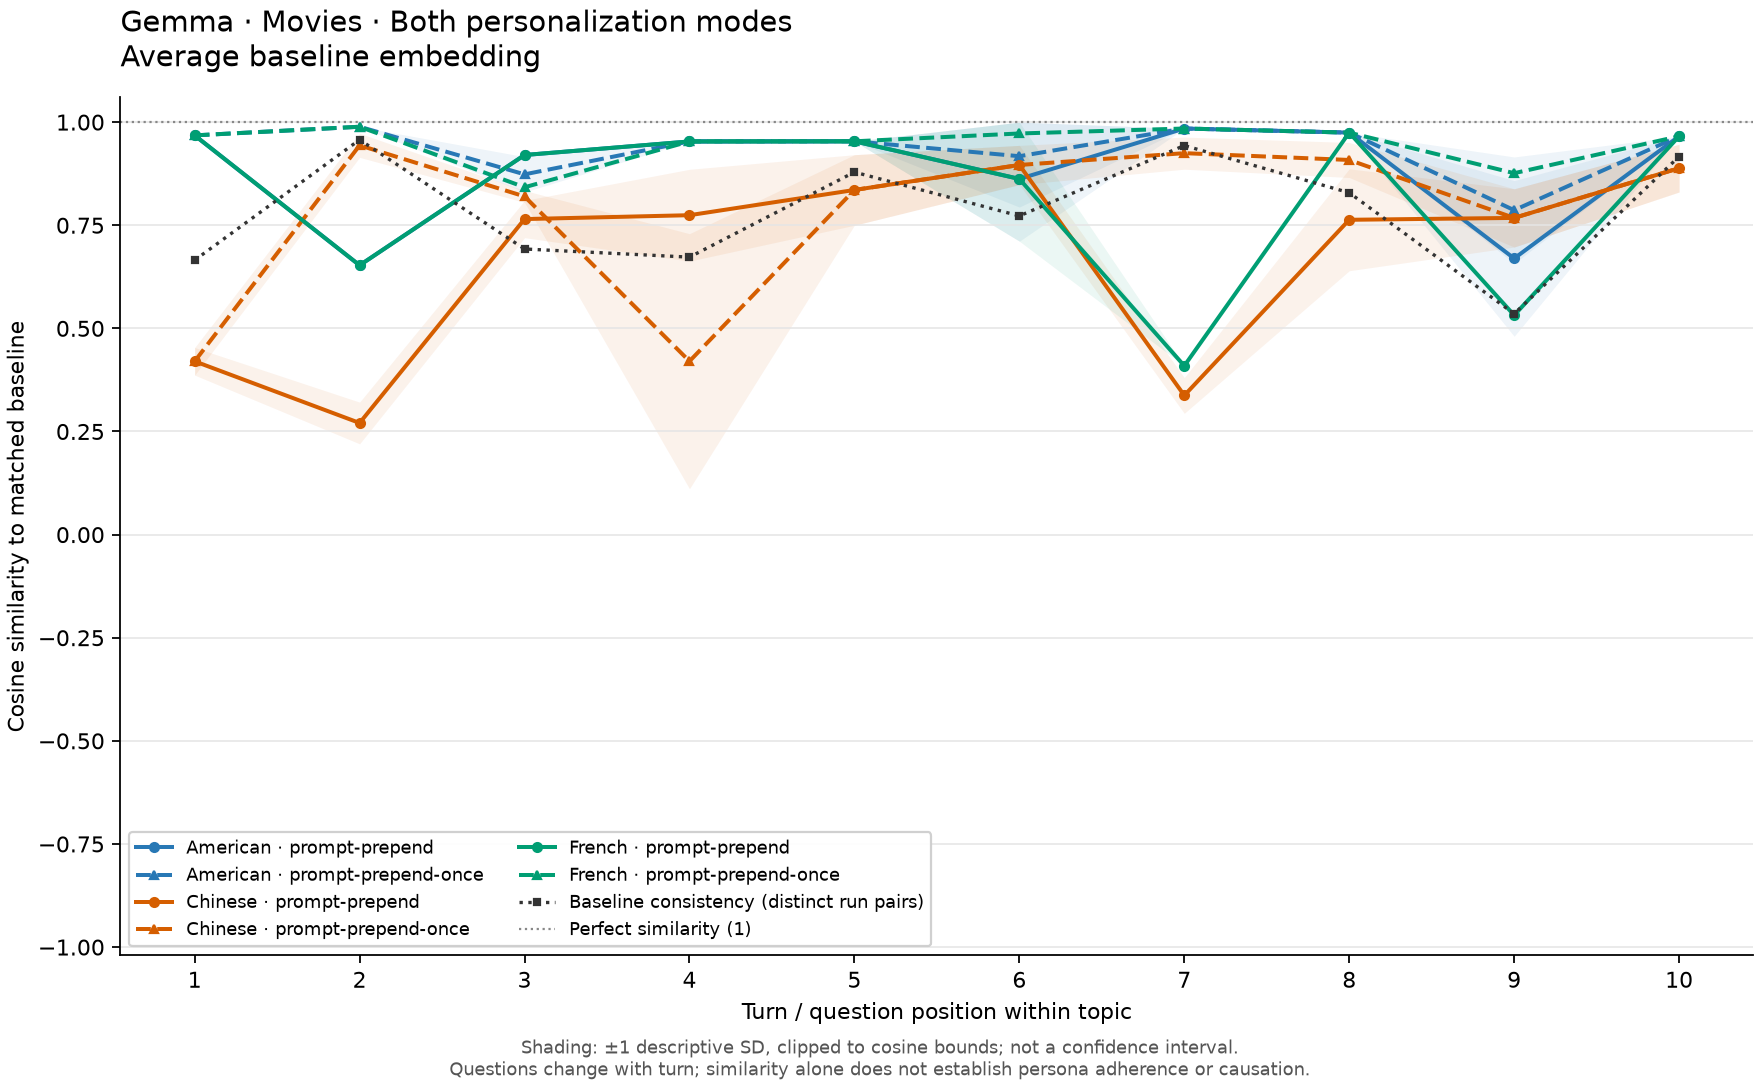 Gemma · Movies · Both personalization modes
Average baseline embedding
Cosine similarity to matched baseline
1.00
0.75
0.50
0.25
0.00
−0.25
−0.50
−0.75
−1.00
American · prompt-prepend
American · prompt-prepend-once
Chinese · prompt-prepend
Chinese · prompt-prepend-once
French · prompt-prepend
French · prompt-prepend-once
Baseline consistency (distinct run pairs)
Perfect similarity (1)
1 2 3 4 5 6 7 8 9 10
Turn / question position within topic
Shading: ±1 descriptive SD, clipped to cosine bounds; not a confidence interval.
Questions change with turn; similarity alone does not establish persona adherence or causation.